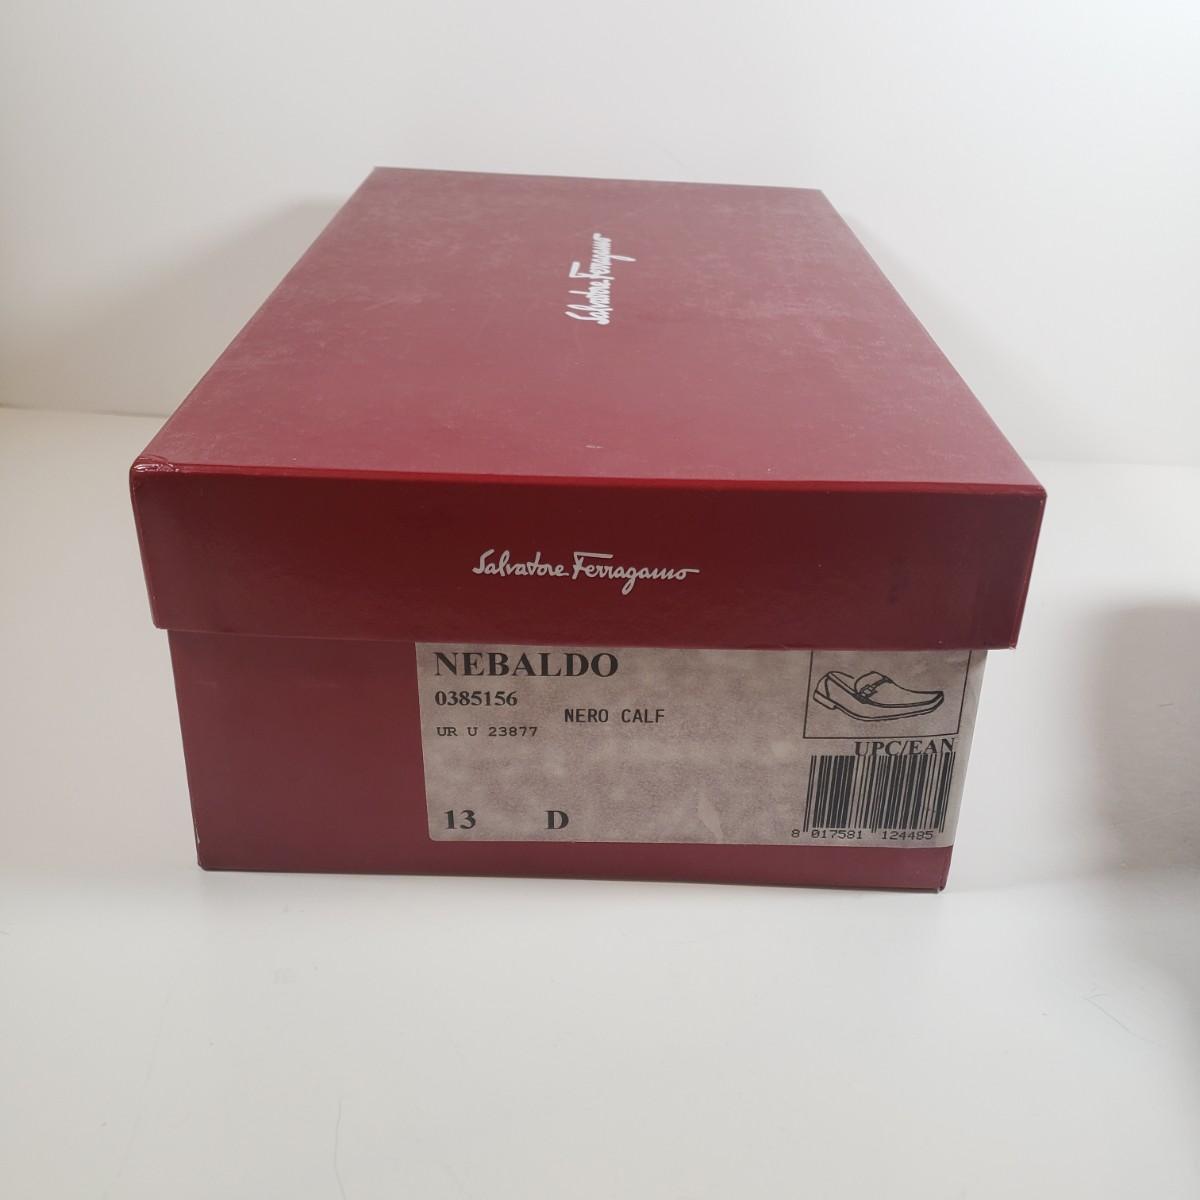 Salvatore Ferragamo
Salvatore Ferragamo
NEBALDO
0385156
NERO CALF
UR U 23877
UPC/EAN
13 D
8 017581 124485